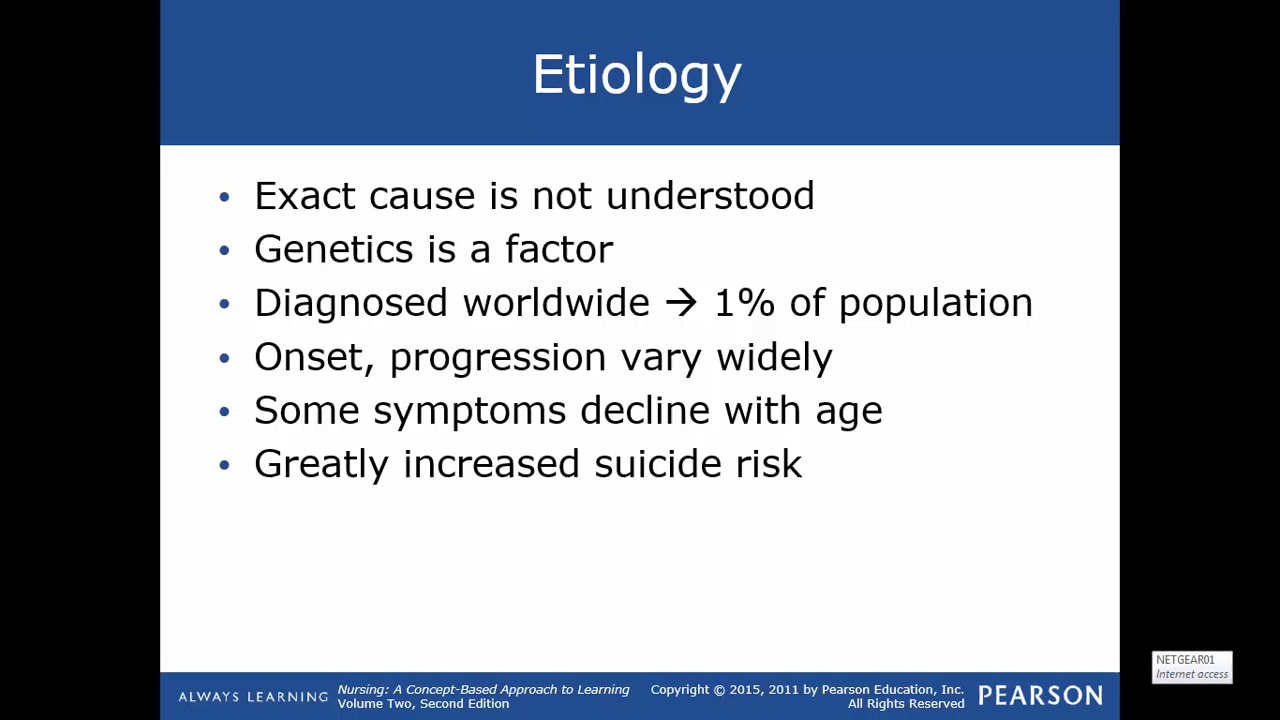 Etiology
• Exact cause is not understood
• Genetics is a factor
• Diagnosed worldwide → 1% of population
• Onset, progression vary widely
• Some symptoms decline with age
• Greatly increased suicide risk
NETGEAR01
Internet access
ALWAYS LEARNING
Nursing: A Concept-Based Approach to Learning
Volume Two, Second Edition
Copyright © 2015, 2011 by Pearson Education, Inc.
All Rights Reserved
PEARSON